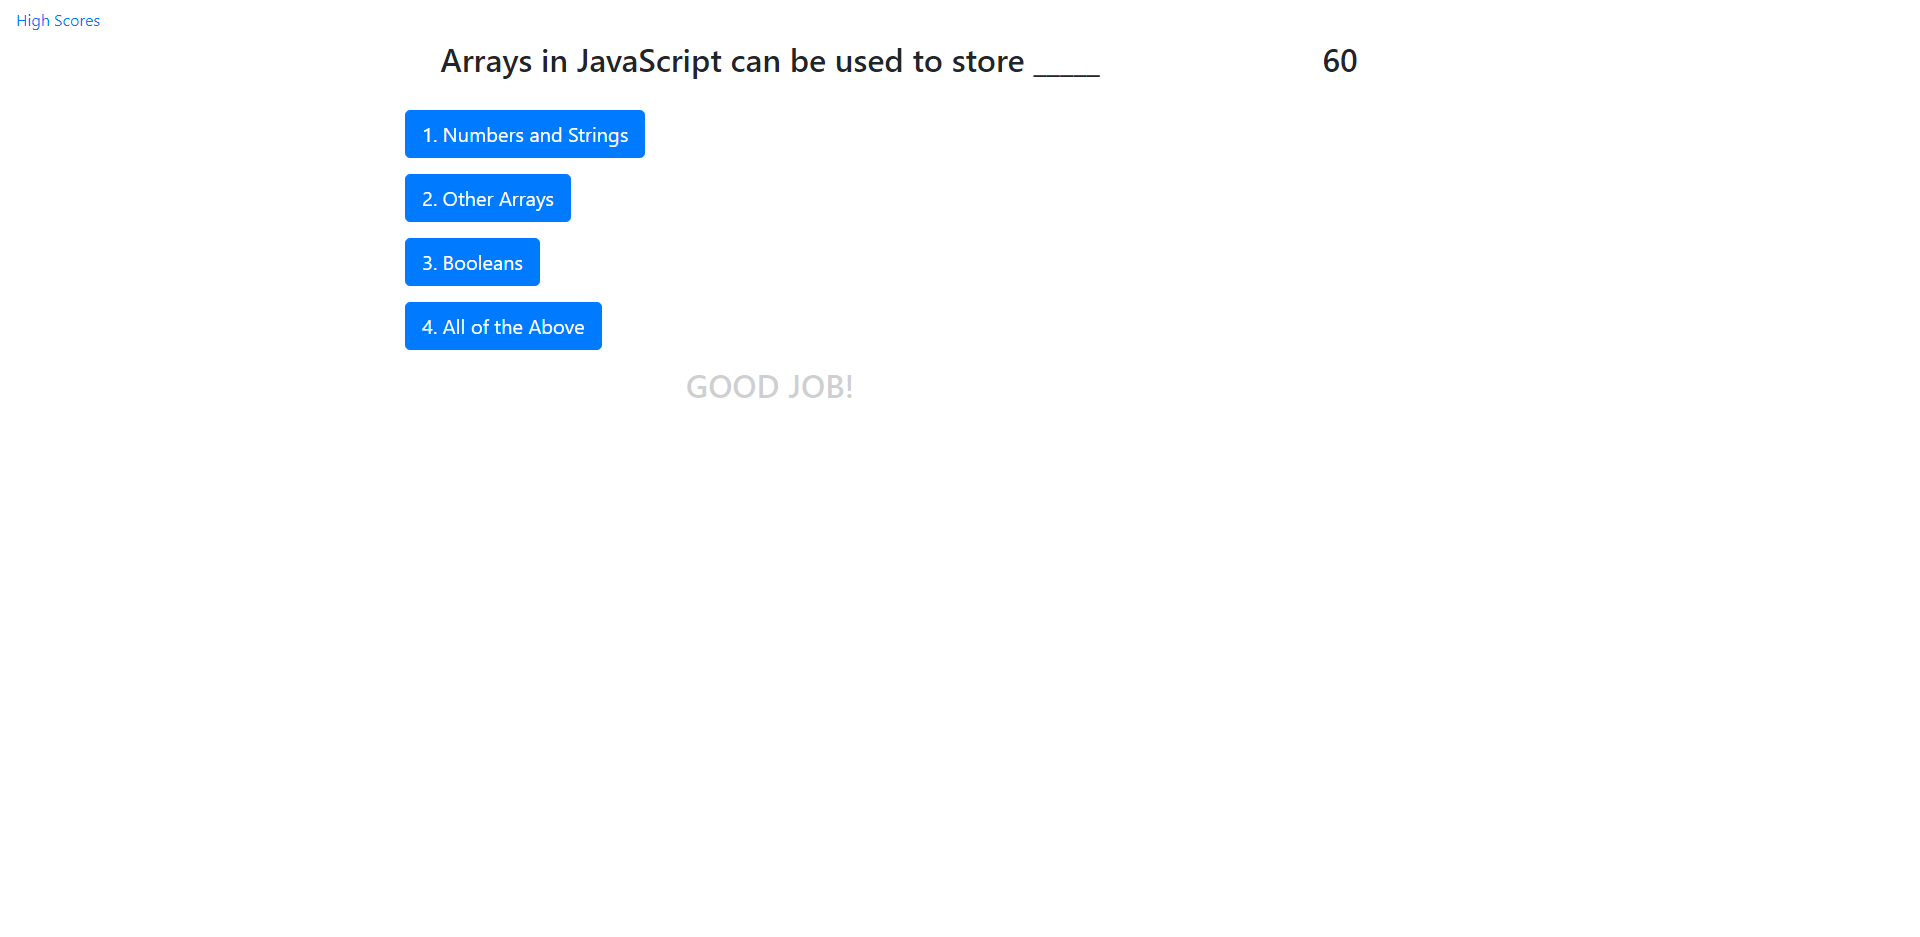 High Scores
Arrays in JavaScript can be used to store _____
60
1. Numbers and Strings
2. Other Arrays
3. Booleans
4. All of the Above
GOOD JOB!